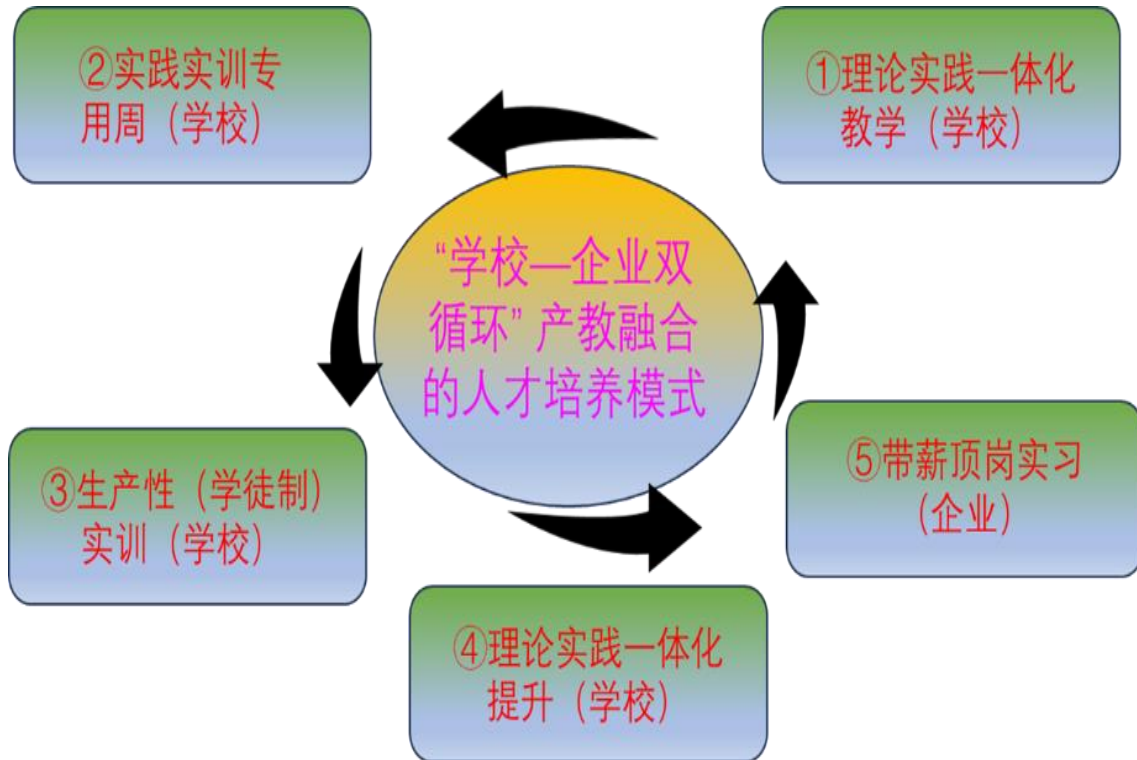 ②实践实训专
用周（学校）
①理论实践一体化
教学（学校）
“学校—企业双
循环”产教融合
的人才培养模式
③生产性（学徒制）
实训（学校）
⑤带薪顶岗实习
（企业）
④理论实践一体化
提升（学校）